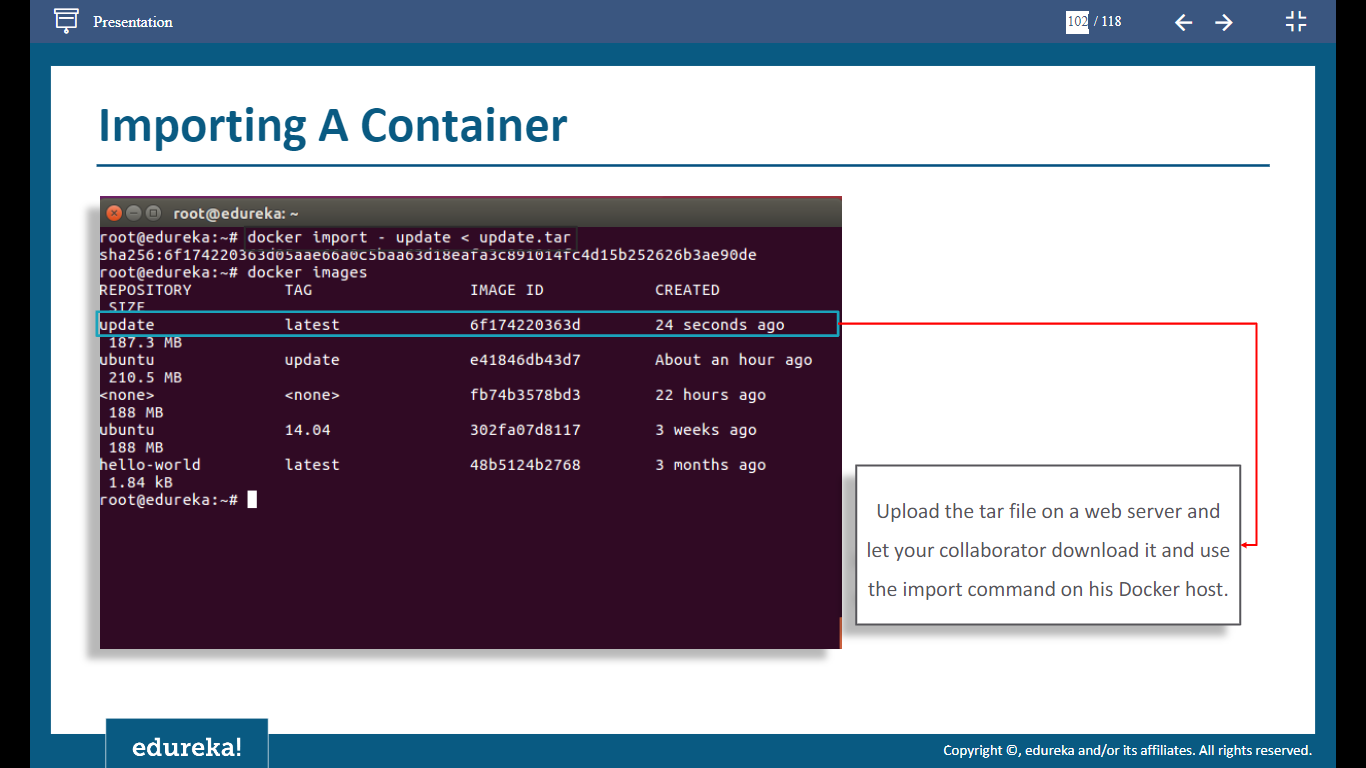 Presentation
102 / 118
Importing A Container
root@edureka: ~
root@edureka:~# docker import - update < update.tar
sha256:6f174220363d05aae66a0c5baa63d18eafa3c891014fc4d15b252626b3ae90de
root@edureka:~# docker images
REPOSITORY TAG IMAGE ID CREATED
SIZE
update latest 6f174220363d 24 seconds ago
187.3 MB
ubuntu update e41846db43d7 About an hour ago
210.5 MB
<none> <none> fb74b3578bd3 22 hours ago
188 MB
ubuntu 14.04 302fa07d8117 3 weeks ago
188 MB
hello-world latest 48b5124b2768 3 months ago
1.84 kB
root@edureka:~#
Upload the tar file on a web server and
let your collaborator download it and use
the import command on his Docker host.
edureka!
Copyright ©, edureka and/or its affiliates. All rights reserved.